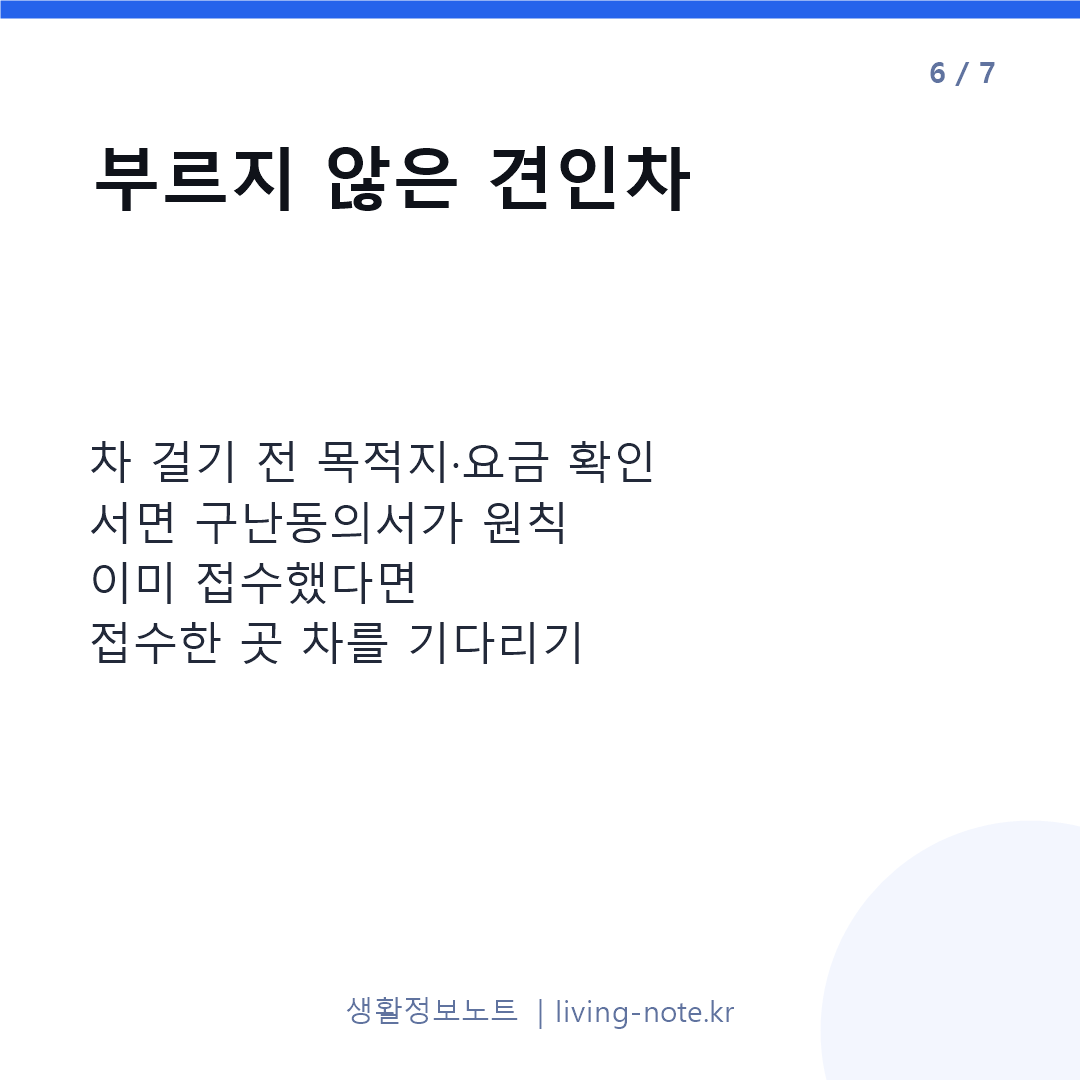 6 / 7
부르지 않은 견인차
차 걸기 전 목적지·요금 확인
서면 구난동의서가 원칙
이미 접수했다면
접수한 곳 차를 기다리기
생활정보노트 | living-note.kr